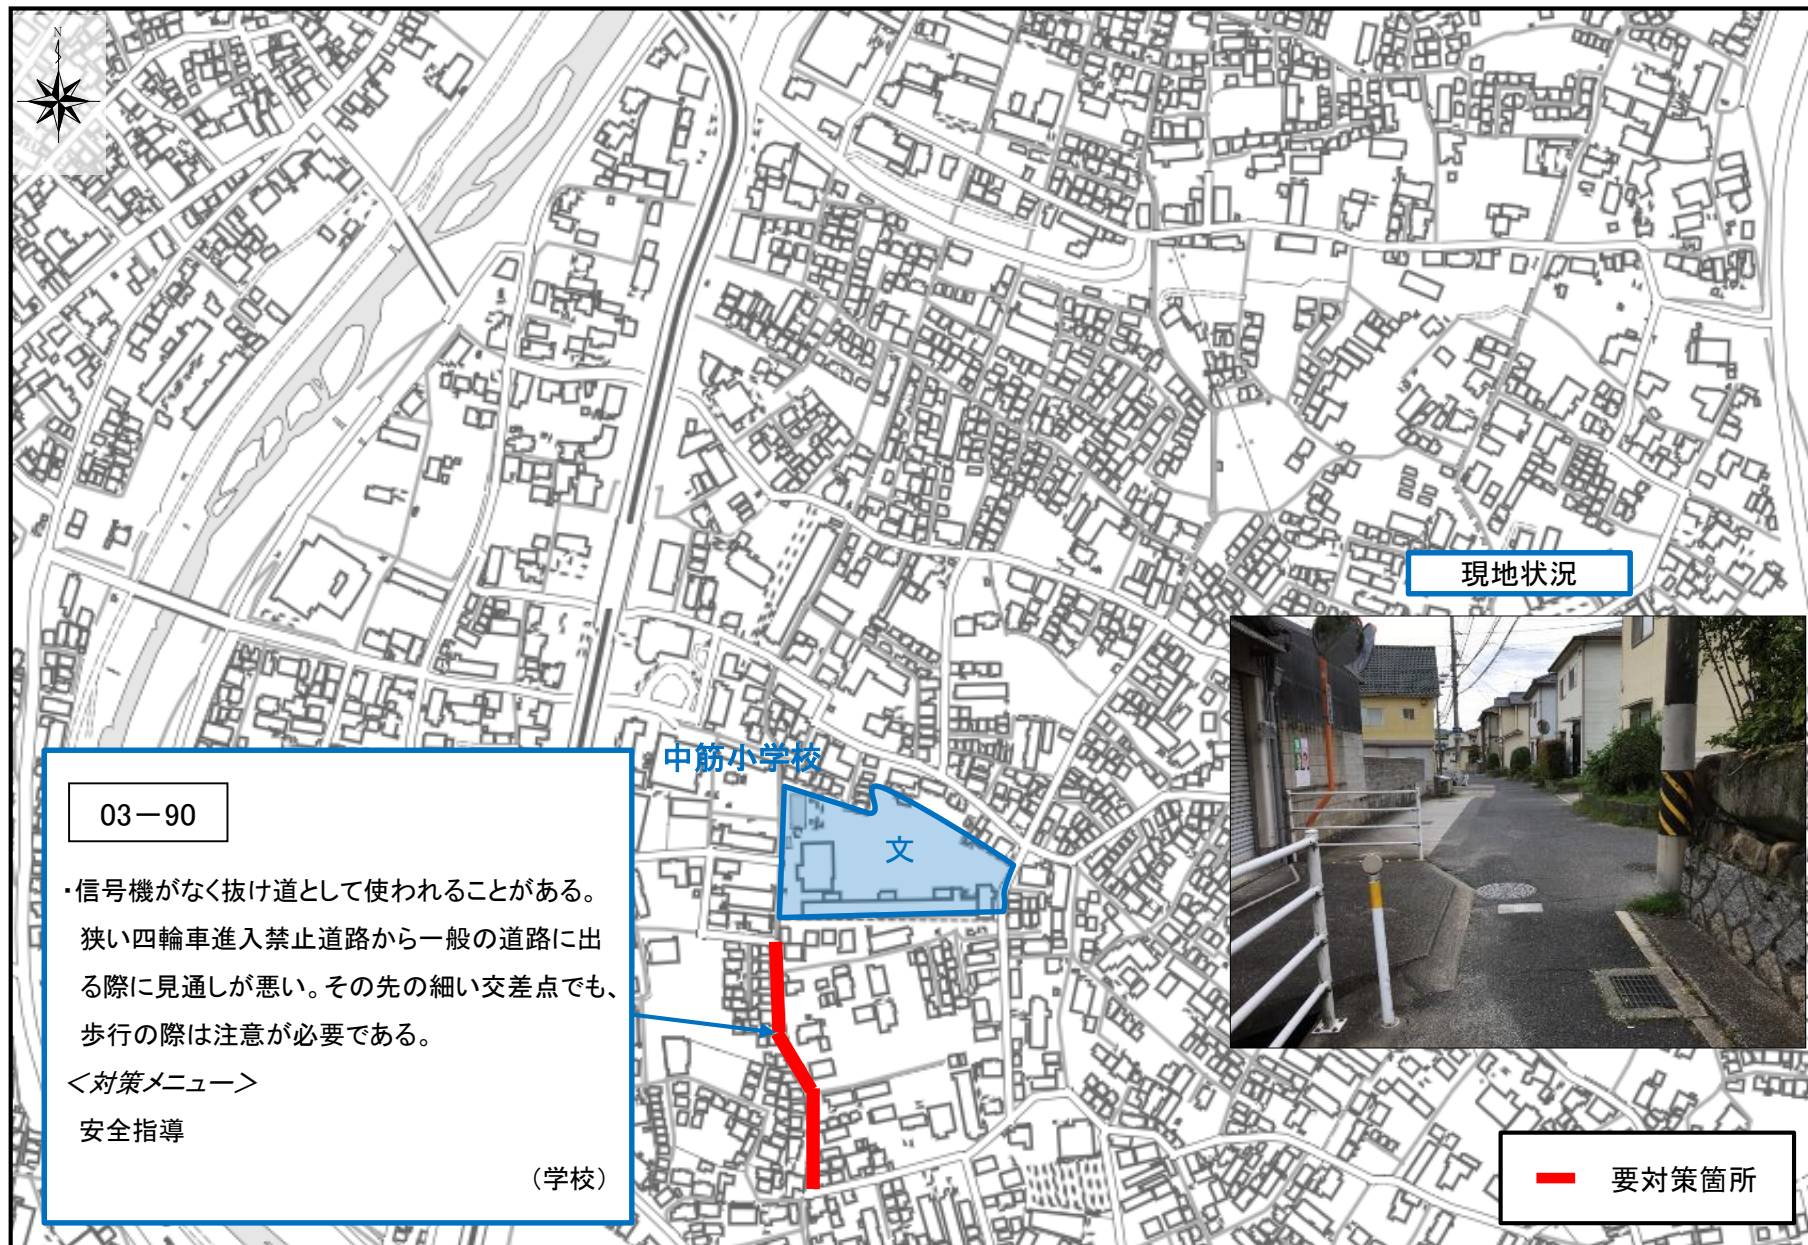 N
現地状況
中筋小学校
文
03－90
・信号機がなく抜け道として使われることがある。
狭い四輪車進入禁止道路から一般の道路に出
る際に見通しが悪い。その先の細い交差点でも、
歩行の際は注意が必要である。
＜対策メニュー＞
安全指導
（学校）
要対策箇所